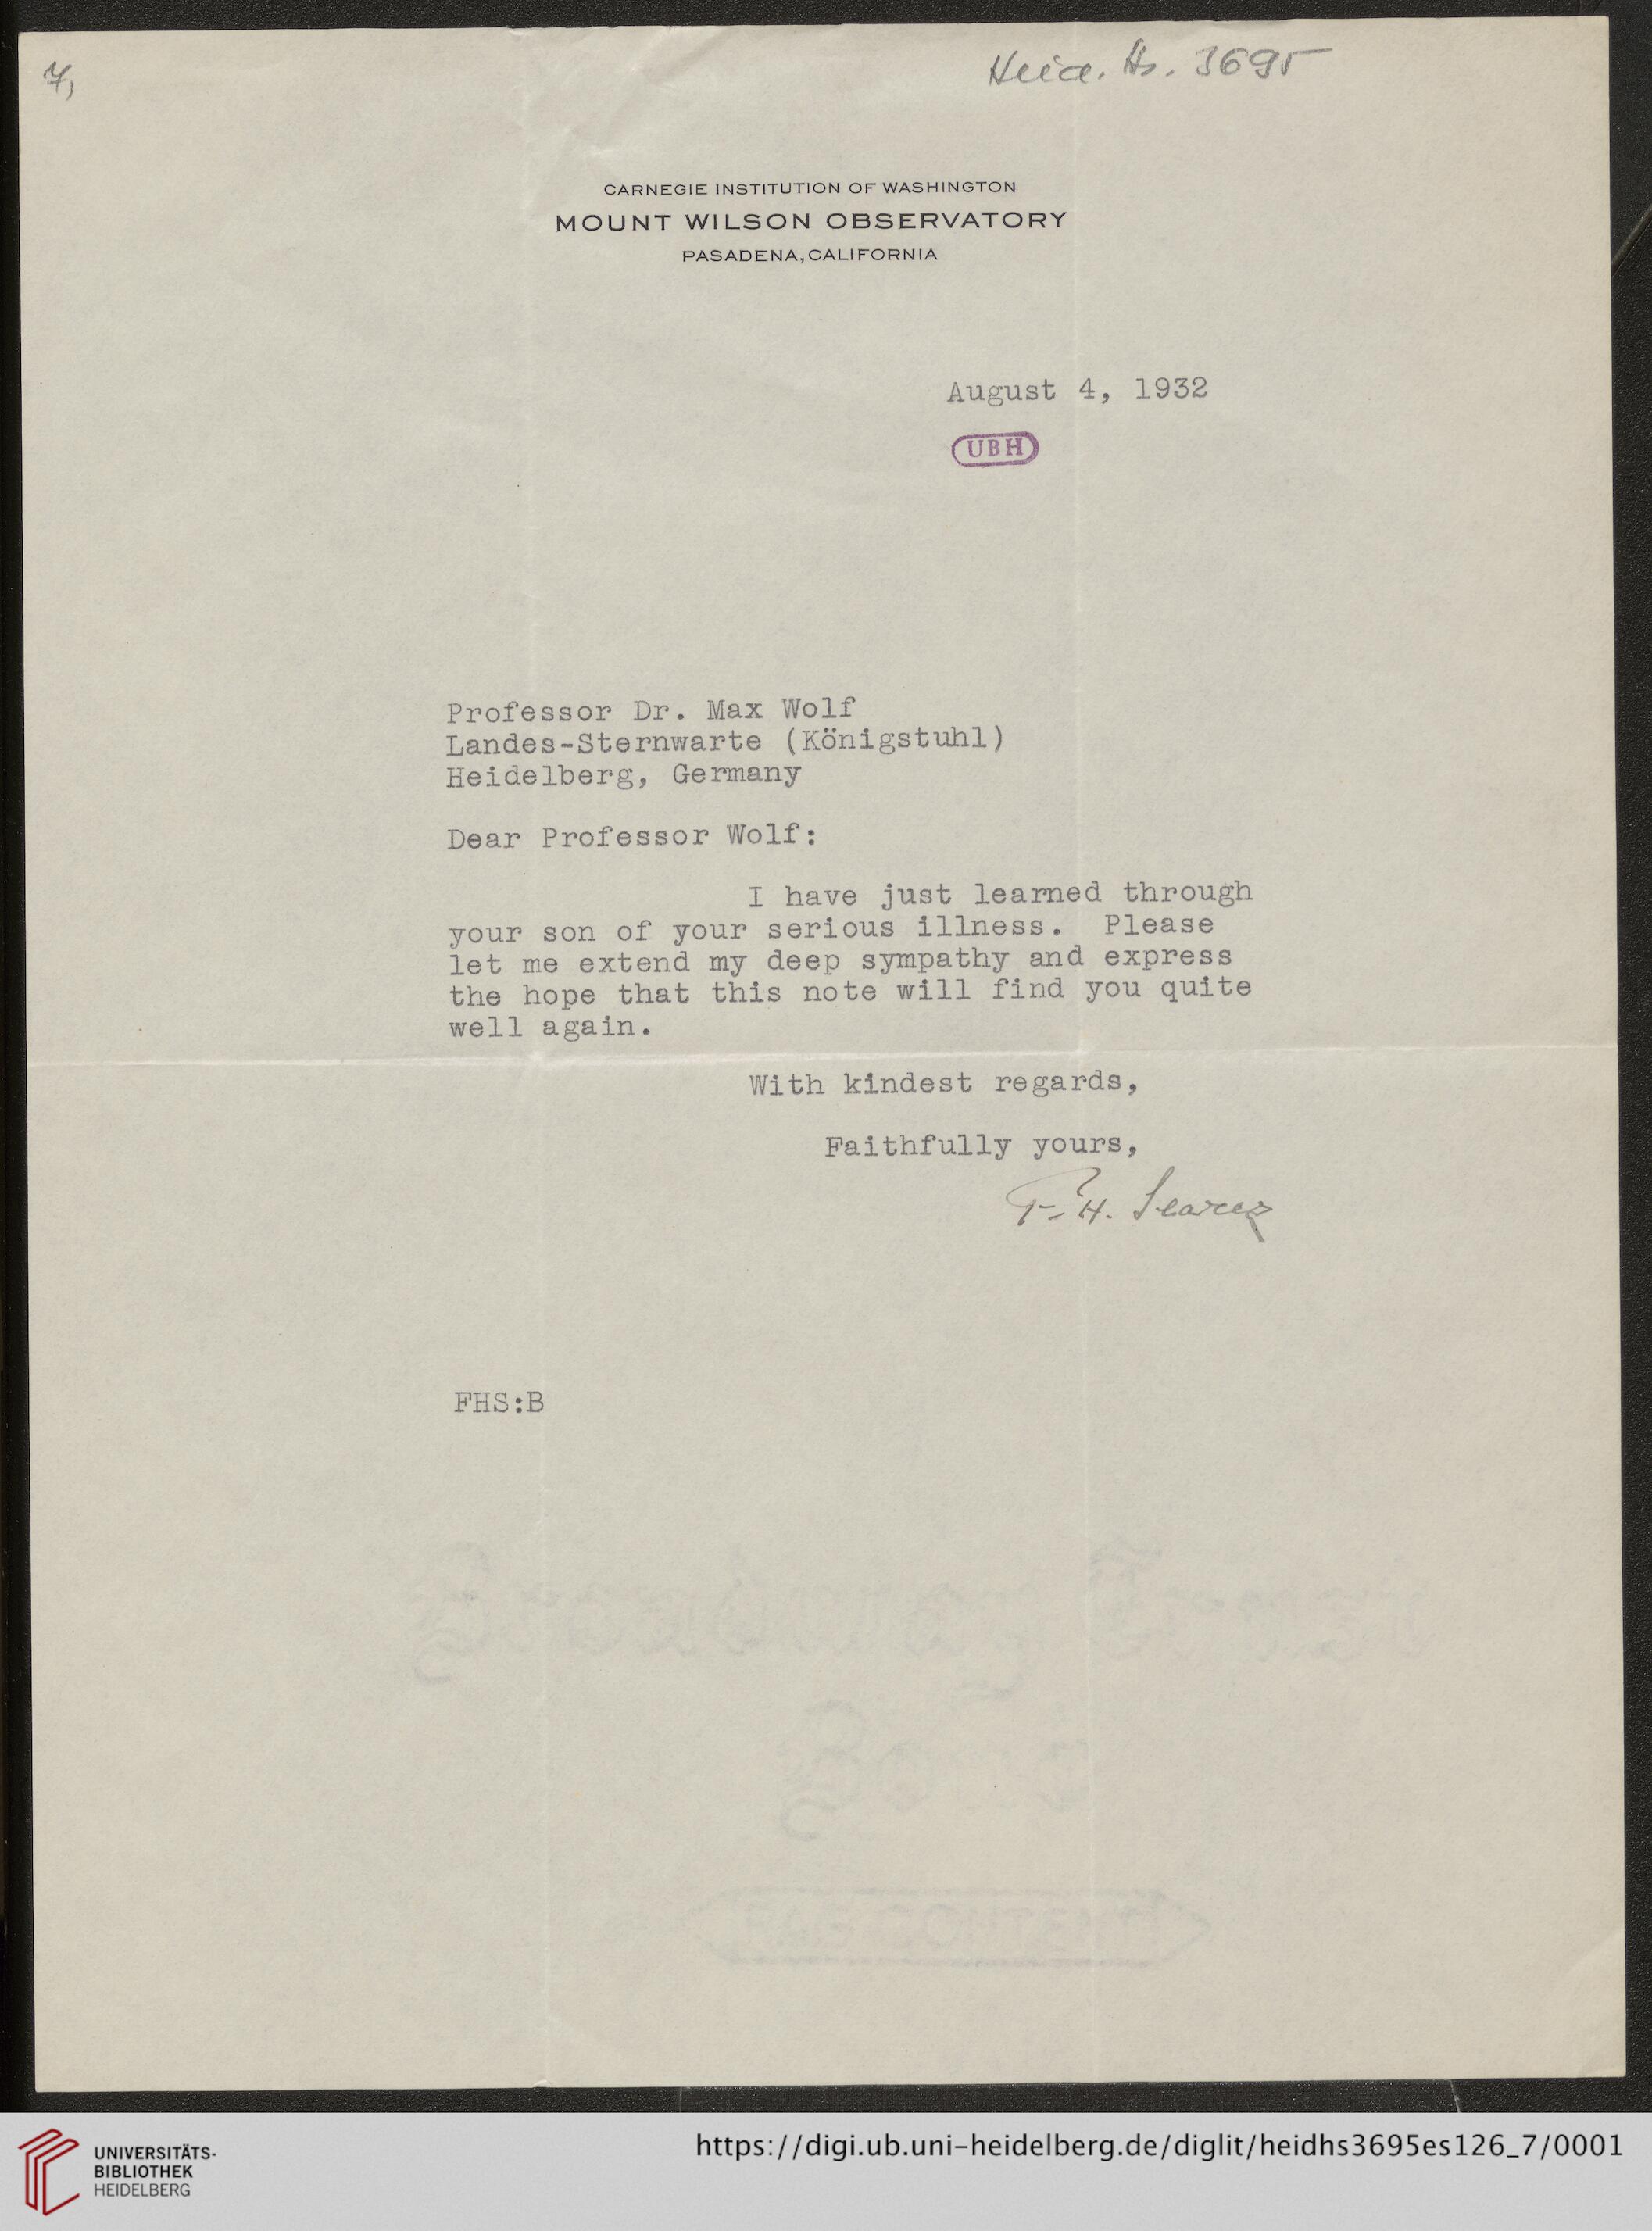 7,
Heid. Hs. 3695
CARNEGIE INSTITUTION OF WASHINGTON
MOUNT WILSON OBSERVATORY
PASADENA, CALIFORNIA
August 4, 1932
UBH
Professor Dr. Max Wolf
Landes-Sternwarte (Königstuhl)
Heidelberg, Germany
Dear Professor Wolf:
I have just learned through
your son of your serious illness. Please
let me extend my deep sympathy and express
the hope that this note will find you quite
well again.
With kindest regards,
Faithfully yours,
F. H. Seares
FHS:B
UNIVERSITÄTS-
BIBLIOTHEK
HEIDELBERG
https://digi.ub.uni-heidelberg.de/diglit/heidhs3695es126_7/0001